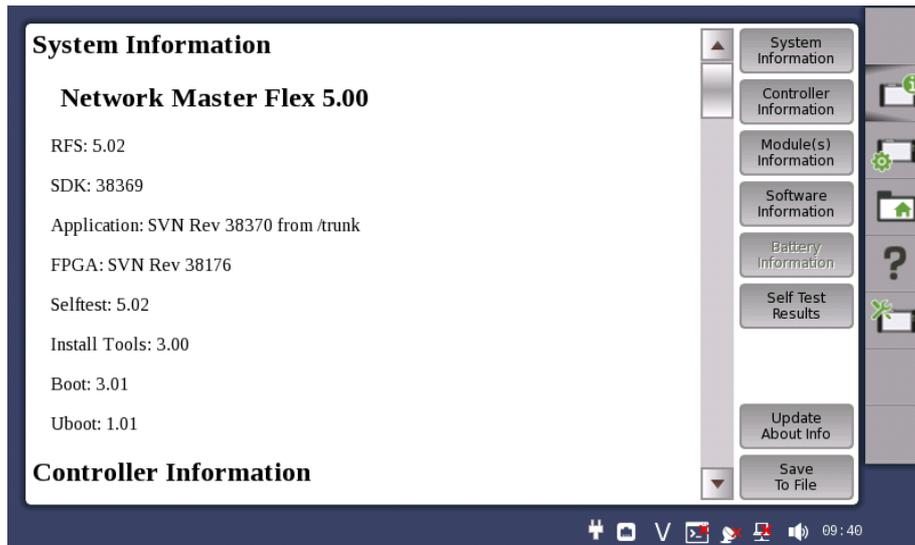 System Information
Network Master Flex 5.00
RFS: 5.02
SDK: 38369
Application: SVN Rev 38370 from /trunk
FPGA: SVN Rev 38176
Selftest: 5.02
Install Tools: 3.00
Boot: 3.01
Uboot: 1.01
Controller Information
System
Information
Controller
Information
Module(s)
Information
Software
Information
Battery
Information
Self Test
Results
Update
About Info
Save
To File
?
V
09:40